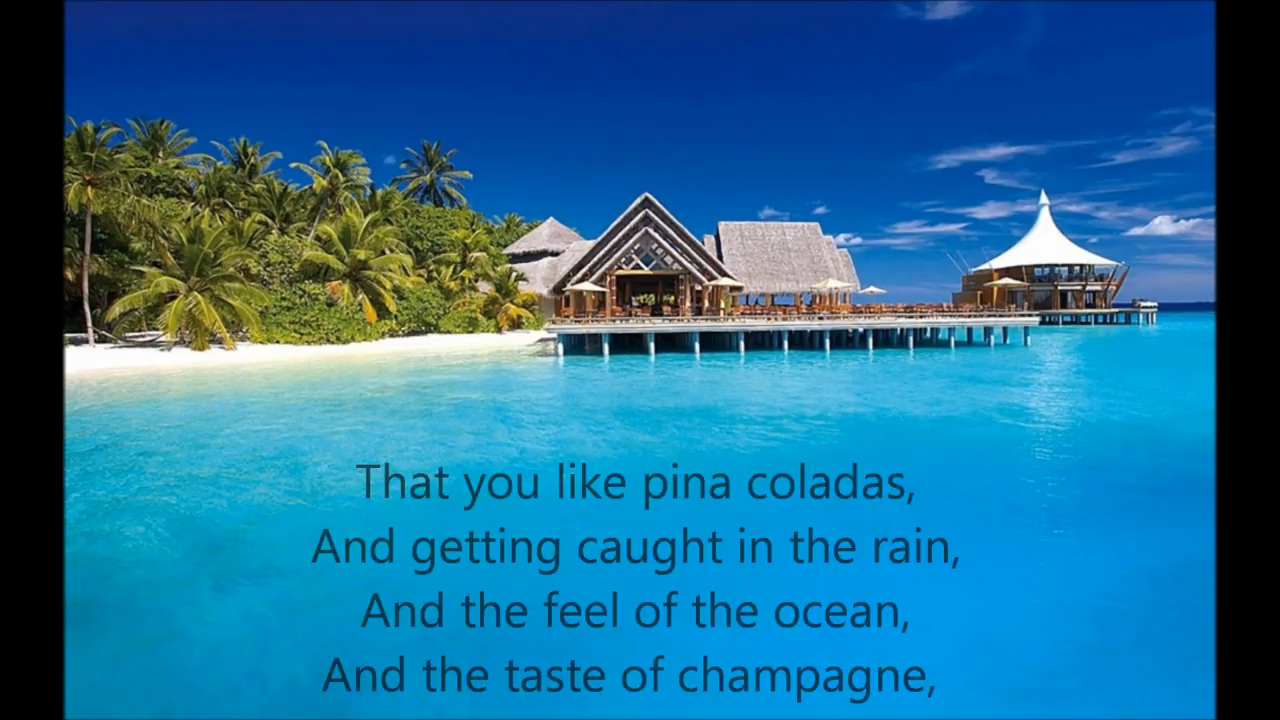 That you like pina coladas,
And getting caught in the rain,
And the feel of the ocean,
And the taste of champagne,